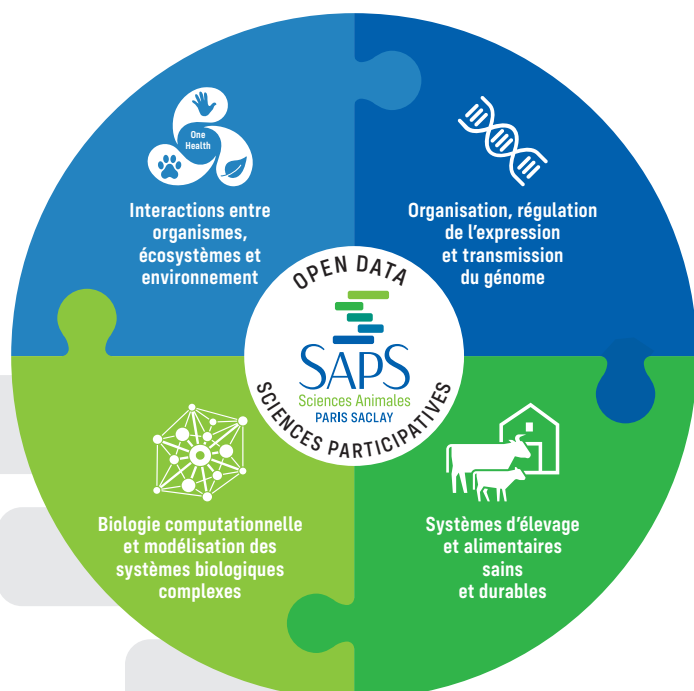 One
Health
Interactions entre
organismes,
écosystèmes et
environnement
Organisation, régulation
de l'expression
et transmission
du génome
OPEN DATA
SAPS
Sciences Animales
PARIS SACLAY
SCIENCES PARTICIPATIVES
Biologie computationnelle
et modélisation des
systèmes biologiques
complexes
Systèmes d'élevage
et alimentaires
sains
et durables